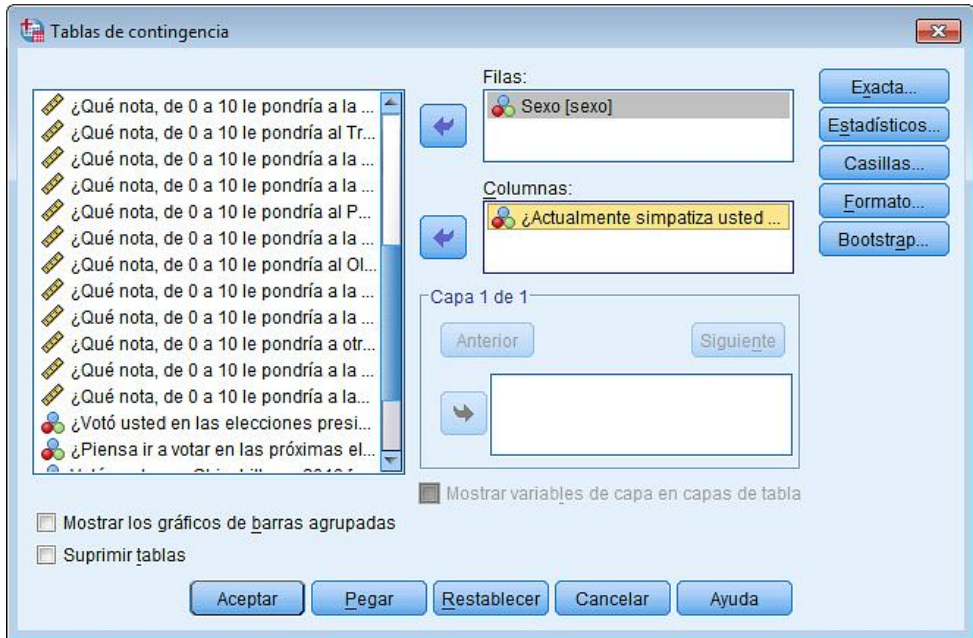 Tablas de contingencia
¿Qué nota, de 0 a 10 le pondría a la ...
¿Qué nota, de 0 a 10 le pondría al Tr...
¿Qué nota, de 0 a 10 le pondría a la ...
¿Qué nota, de 0 a 10 le pondría a la ...
¿Qué nota, de 0 a 10 le pondría al P...
¿Qué nota, de 0 a 10 le pondría a la ...
¿Qué nota, de 0 a 10 le pondría al Ol...
¿Qué nota, de 0 a 10 le pondría a la ...
¿Qué nota, de 0 a 10 le pondría a la ...
¿Qué nota, de 0 a 10 le pondría a otr...
¿Qué nota, de 0 a 10 le pondría a la ...
¿Qué nota, de 0 a 10 le pondría a la...
¿Votó usted en las elecciones presi...
¿Piensa ir a votar en las próximas el...
Filas:
Sexo [sexo]
Columnas:
¿Actualmente simpatiza usted ...
Capa 1 de 1
Anterior
Siguiente
Mostrar variables de capa en capas de tabla
Exacta...
Estadísticos...
Casillas...
Formato...
Bootstrap...
Mostrar los gráficos de barras agrupadas
Suprimir tablas
Aceptar
Pegar
Restablecer
Cancelar
Ayuda